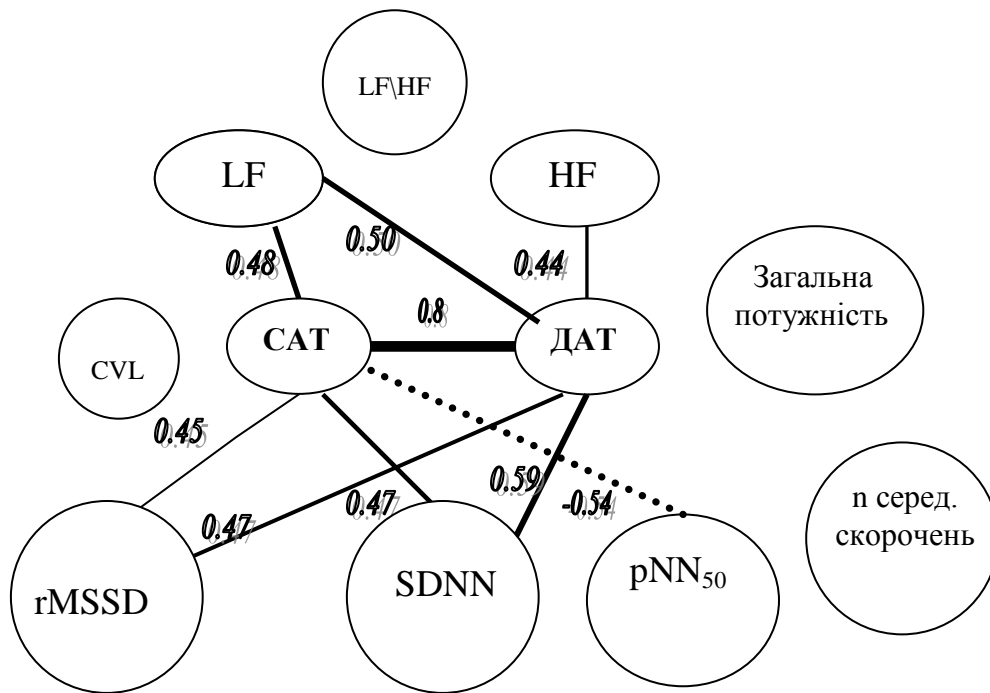 LF\HF
LF
HF
0.50
0.48
0.44
Загальна
потужність
0.8
САТ
ДАТ
CVL
0.45
0.59
-0.54
0.47
0.47
n серед.
скорочень
rMSSD
SDNN
pNN50